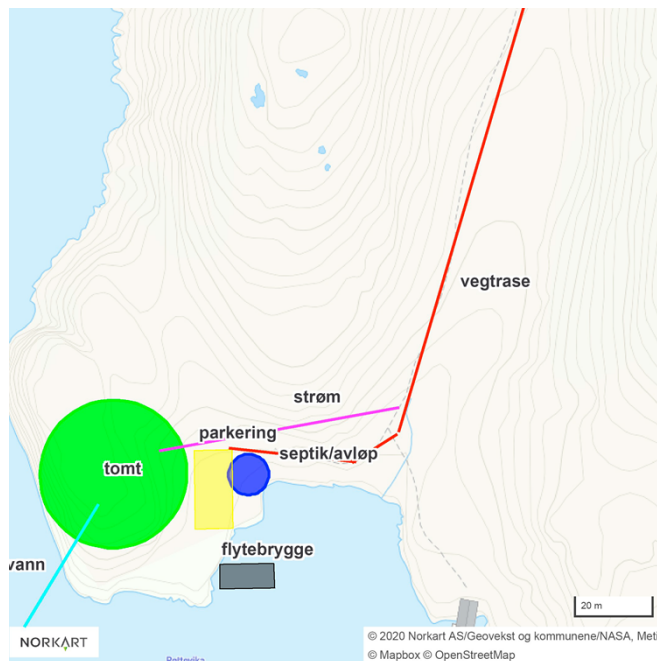 vegtrase
strøm
parkering
septik/avløp
tomt
flytebrygge
vann
20 m
NORKART
© 2020 Norkart AS/Geovekst og kommunene/NASA, Meti
© Mapbox © OpenStreetMap